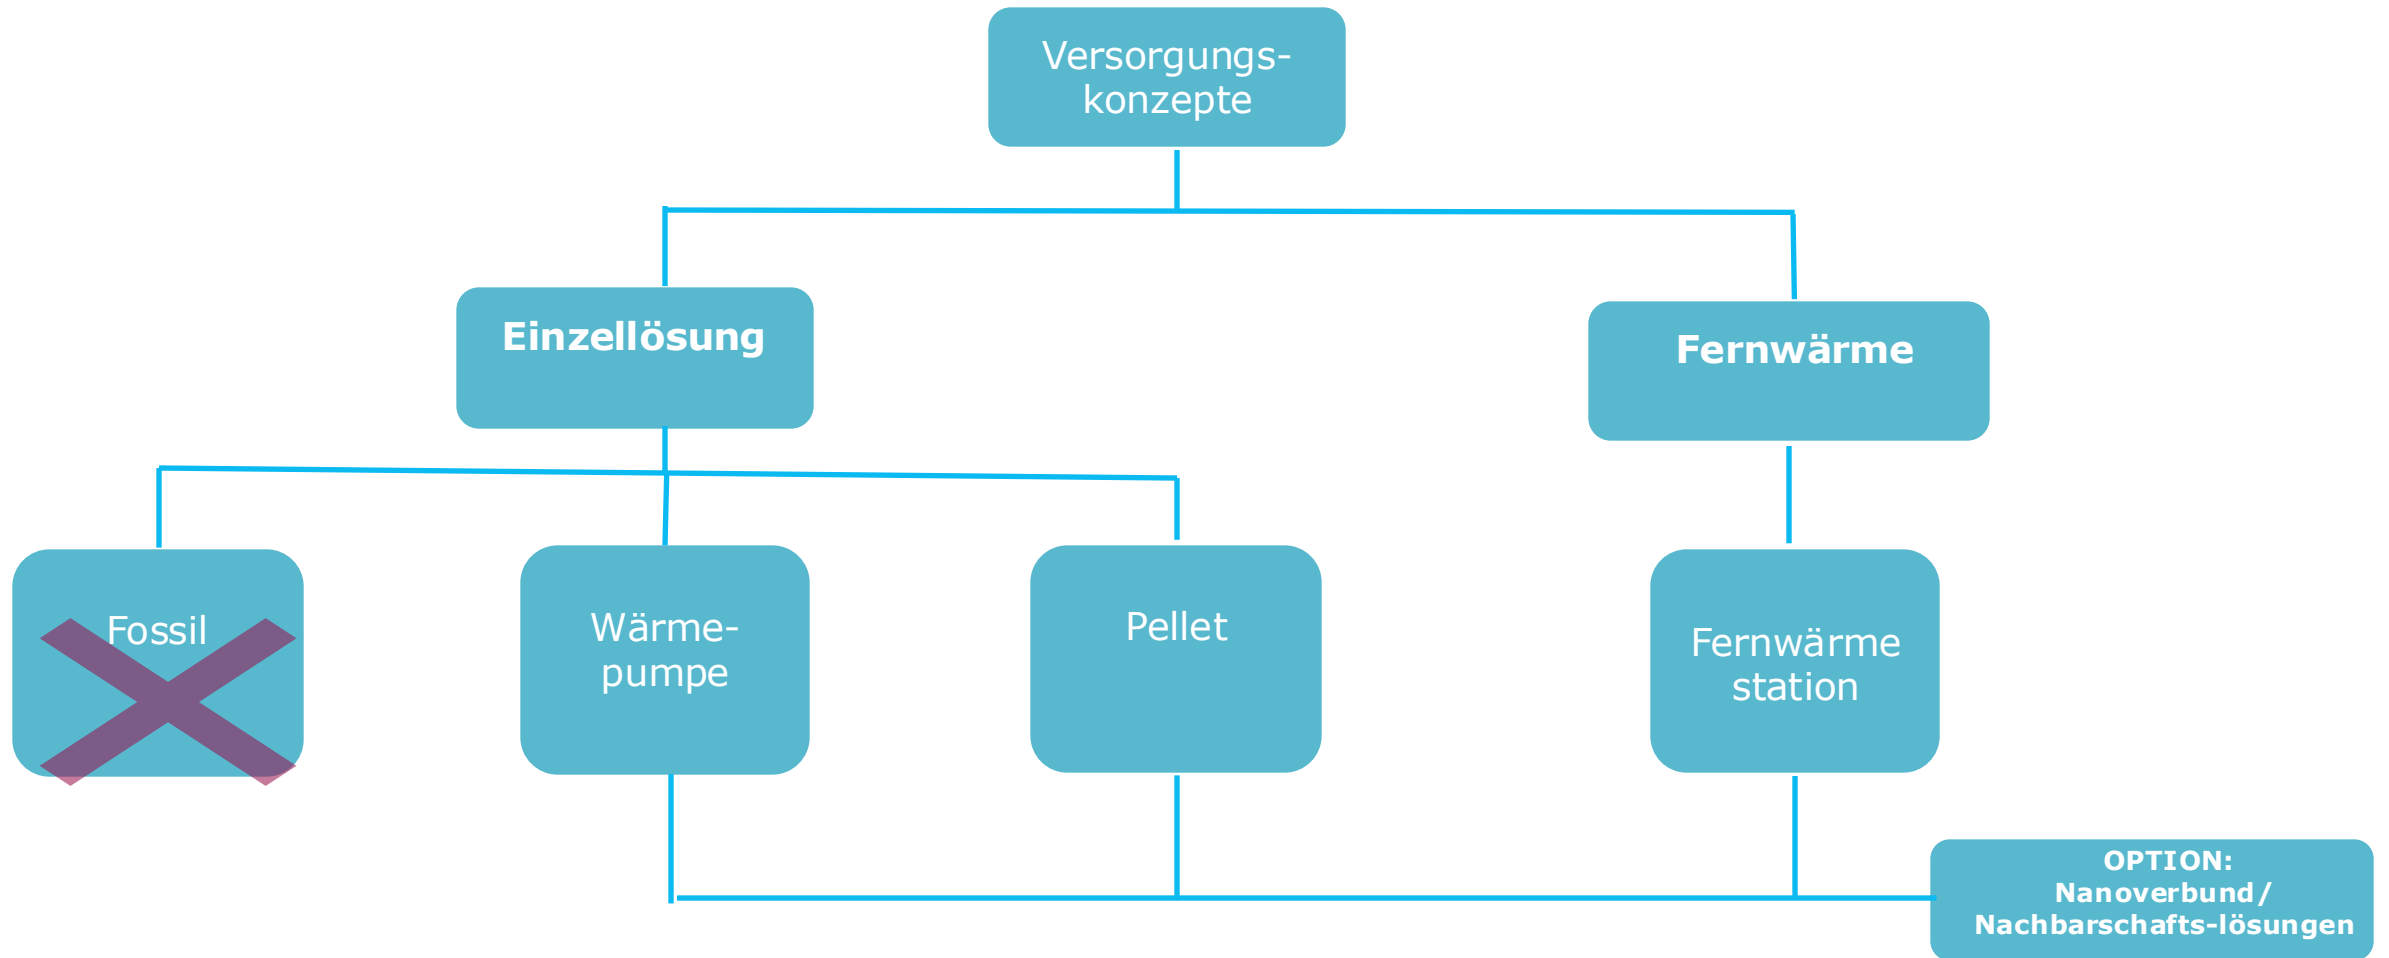 Versorgungs-
konzepte
Einzellösung
Fernwärme
Fossil
Wärme-
pumpe
Pellet
Fernwärme
station
OPTION:
Nanoverbund/
Nachbarschafts-lösungen